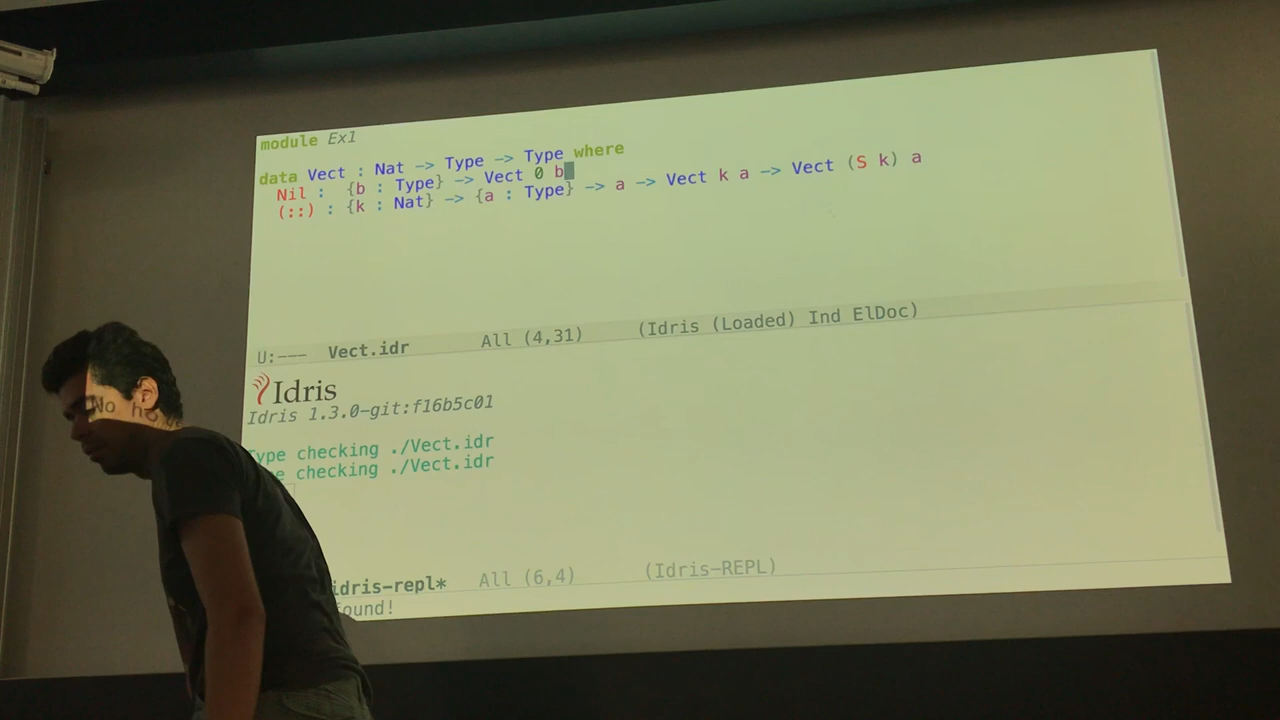 module Ex1
data Vect : Nat -> Type -> Type where
Nil : {b : Type} -> Vect 0 b
(::) : {k : Nat} -> {a : Type} -> a -> Vect k a -> Vect (S k) a
U:--- Vect.idr All (4,31) (Idris (Loaded) Ind ElDoc)
Idris
Idris 1.3.0-git:f16b5c01
Type checking ./Vect.idr
checking ./Vect.idr
idris-repl* All (6,4) (Idris-REPL)
No found!